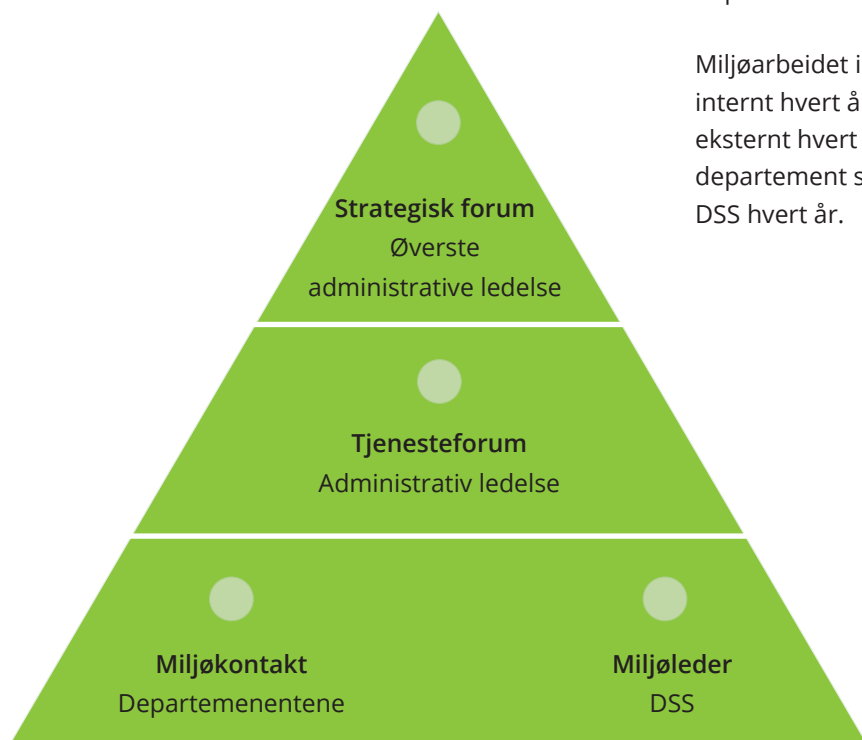 Miljøarbeidet i
internt hvert å
eksternt hvert
departement s
DSS hvert år.
Strategisk forum
Øverste
administrative ledelse
Tjenesteforum
Administrativ ledelse
Miljøkontakt
Departemenentene
Miljøleder
DSS